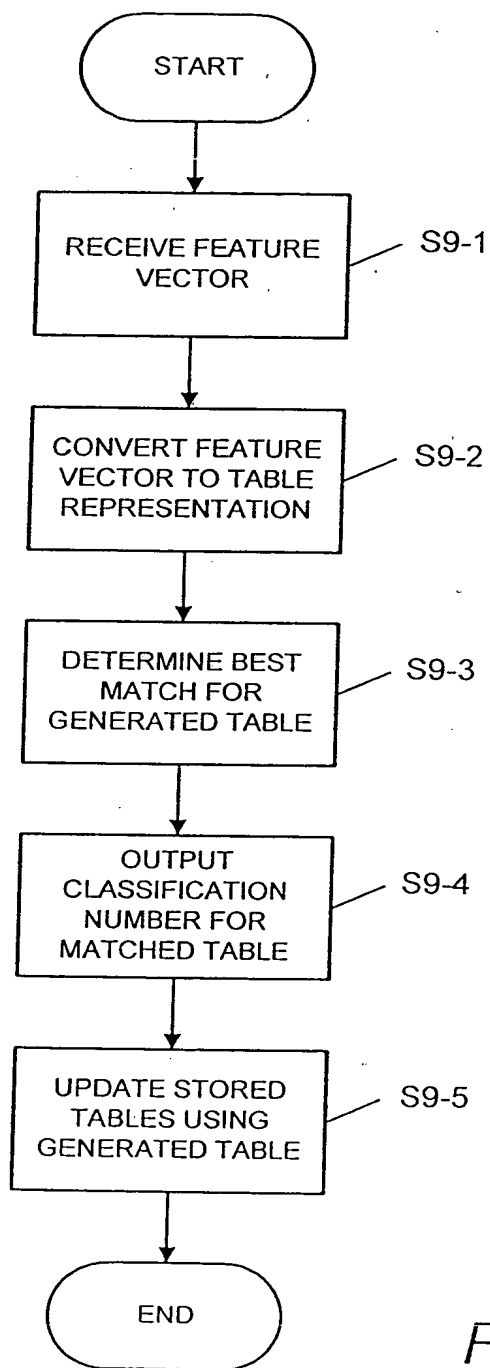 START
RECEIVE FEATURE
VECTOR
S9-1
CONVERT FEATURE
VECTOR TO TABLE
REPRESENTATION
S9-2
DETERMINE BEST
MATCH FOR
GENERATED TABLE
S9-3
OUTPUT
CLASSIFICATION
NUMBER FOR
MATCHED TABLE
S9-4
UPDATE STORED
TABLES USING
GENERATED TABLE
S9-5
END
F